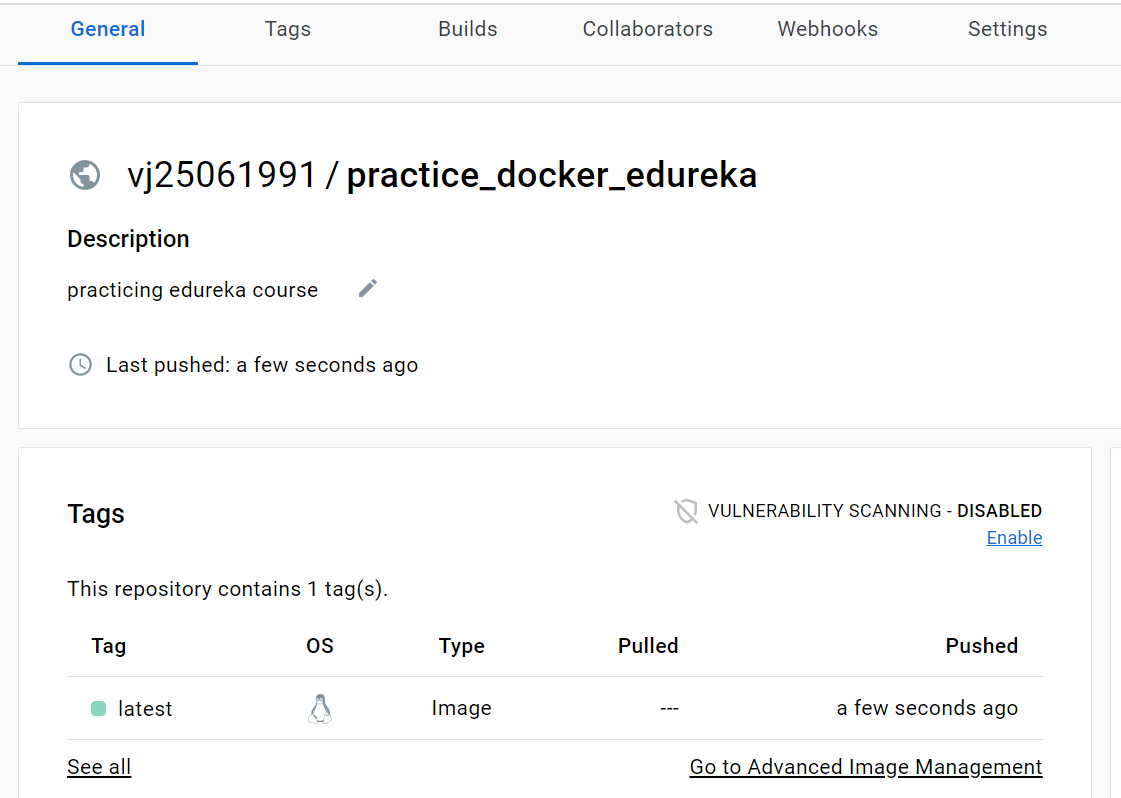 General Tags Builds Collaborators Webhooks Settings
vj25061991 / practice_docker_edureka
Description
practicing edureka course
Last pushed: a few seconds ago
Tags
VULNERABILITY SCANNING - DISABLED
Enable
This repository contains 1 tag(s).
Tag OS Type Pulled Pushed
latest Image --- a few seconds ago
See all Go to Advanced Image Management